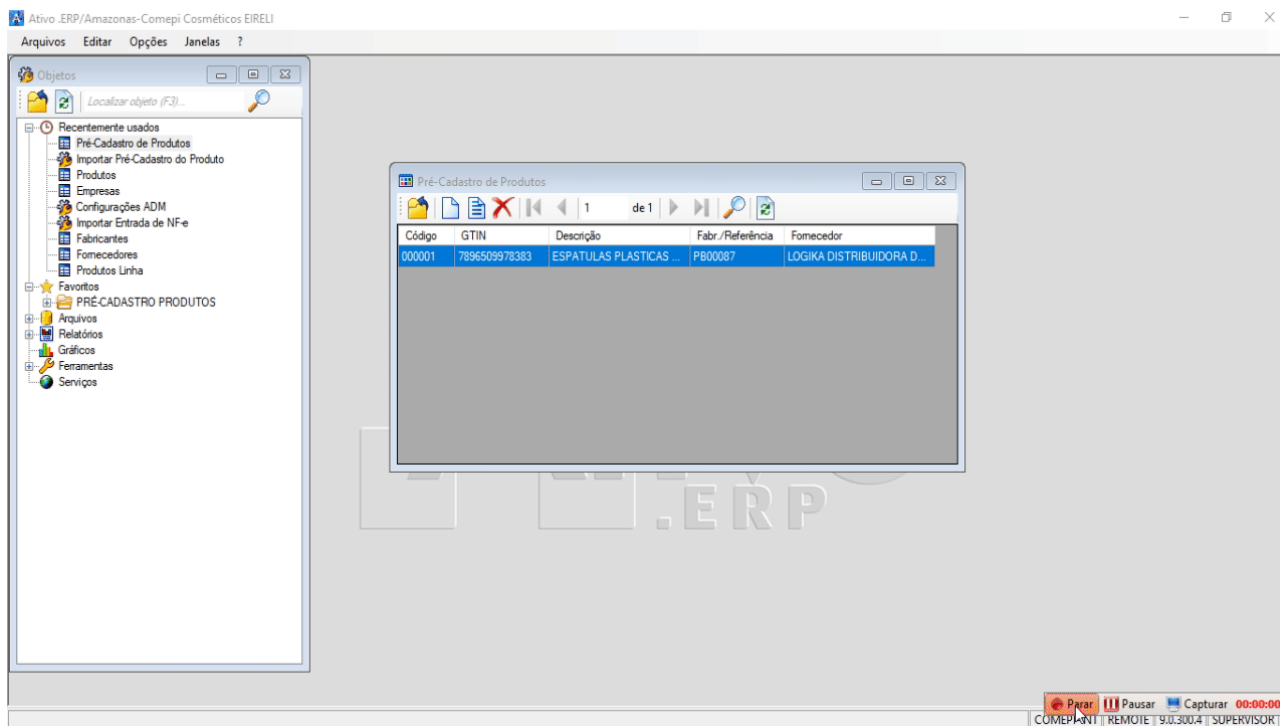 Ativo .ERP/Amazonas-Comepi Cosméticos EIRELI
Arquivos Editar Opções Janelas ?
Objetos
Localizar objeto (F3)...
Recentemente usados
Pré-Cadastro de Produtos
Importar Pré-Cadastro do Produto
Produtos
Empresas
Configurações ADM
Importar Entrada de NF-e
Fabricantes
Fornecedores
Produtos Linha
Favoritos
PRÉ-CADASTRO PRODUTOS
Arquivos
Relatórios
Gráficos
Ferramentas
Serviços
Pré-Cadastro de Produtos
1 de 1
Código GTIN Descrição Fabr./Referência Fornecedor
000001 7896509978383 ESPATULAS PLASTICAS ... PB00087 LOGIKA DISTRIBUIDORA D...
.ERP
Parar Pausar Capturar 00:00:00
REMOTE 9.0.300.4 SUPERVISOR